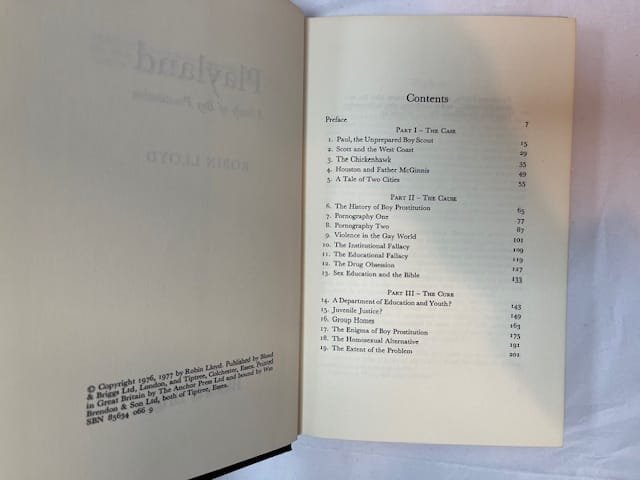 Playland
A Study of Boy Prostitution
ROBIN LLOYD
© Copyright 1976, 1977 by Robin Lloyd. Published by Blond
& Briggs Ltd, London, and Tiptree, Colchester, Essex. Printed
in Great Britain by The Anchor Press Ltd and bound by Wm
Brendon & Son Ltd, both of Tiptree, Essex.
SBN 85634 066 9
Contents
Preface 7
PART I – THE CASE
1. Paul, the Unprepared Boy Scout 15
2. Scott and the West Coast 29
3. The Chickenhawk 35
4. Houston and Father McGinnis 49
5. A Tale of Two Cities 55
PART II – THE CAUSE
6. The History of Boy Prostitution 65
7. Pornography One 77
8. Pornography Two 87
9. Violence in the Gay World 101
10. The Institutional Fallacy 109
11. The Educational Fallacy 119
12. The Drug Obsession 127
13. Sex Education and the Bible 133
PART III – THE CURE
14. A Department of Education and Youth? 143
15. Juvenile Justice? 149
16. Group Homes 163
17. The Enigma of Boy Prostitution 175
18. The Homosexual Alternative 191
19. The Extent of the Problem 201